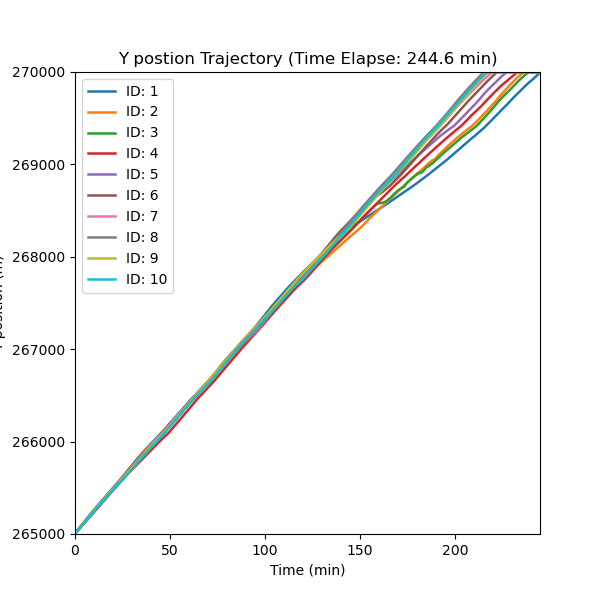 Y postion Trajectory (Time Elapse: 244.6 min)
270000
269000
268000
267000
266000
265000
ID: 1
ID: 2
ID: 3
ID: 4
ID: 5
ID: 6
ID: 7
ID: 8
ID: 9
ID: 10
0 50 100 150 200
Time (min)